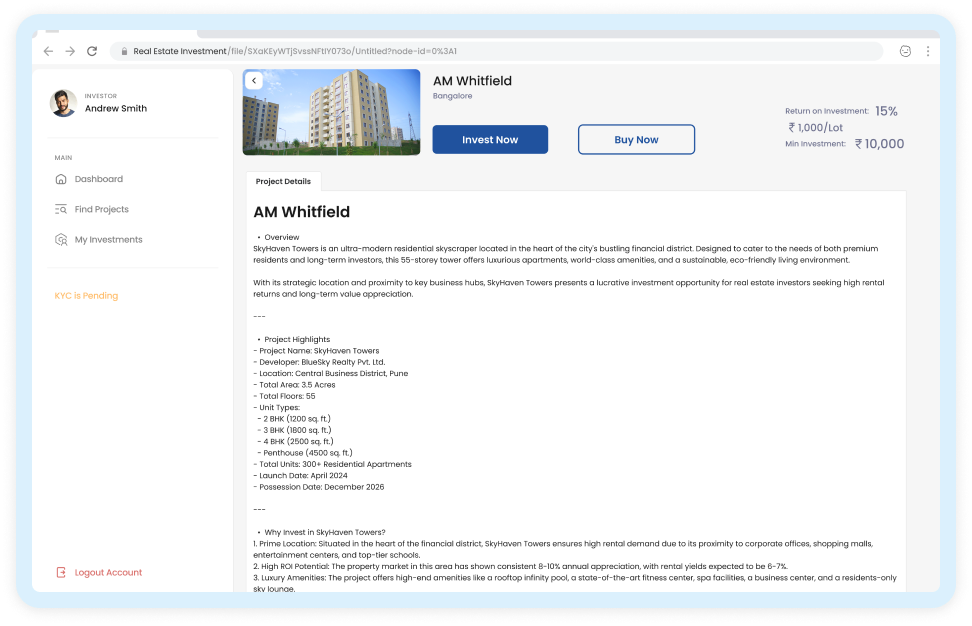 Real Estate Investment/file/SXaKEyWTjSvssNFtIY073o/Untitled?node-id=0%3A1
INVESTOR
Andrew Smith
MAIN
Dashboard
Find Projects
My Investments
KYC is Pending
Logout Account
AM Whitfield
Bangalore
Invest Now
Buy Now
Return on Investment: 15%
₹ 1,000/Lot
Min Investment: ₹ 10,000
Project Details
AM Whitfield
• Overview
SkyHaven Towers is an ultra-modern residential skyscraper located in the heart of the city's bustling financial district. Designed to cater to the needs of both premium
residents and long-term investors, this 55-storey tower offers luxurious apartments, world-class amenities, and a sustainable, eco-friendly living environment.
With its strategic location and proximity to key business hubs, SkyHaven Towers presents a lucrative investment opportunity for real estate investors seeking high rental
returns and long-term value appreciation.
---
• Project Highlights
- Project Name: SkyHaven Towers
- Developer: BlueSky Realty Pvt. Ltd.
- Location: Central Business District, Pune
- Total Area: 3.5 Acres
- Total Floors: 55
- Unit Types:
- 2 BHK (1200 sq. ft.)
- 3 BHK (1800 sq. ft.)
- 4 BHK (2500 sq. ft.)
- Penthouse (4500 sq. ft.)
- Total Units: 300+ Residential Apartments
- Launch Date: April 2024
- Possession Date: December 2026
---
• Why Invest in SkyHaven Towers?
1. Prime Location: Situated in the heart of the financial district, SkyHaven Towers ensures high rental demand due to its proximity to corporate offices, shopping malls,
entertainment centers, and top-tier schools.
2. High ROI Potential: The property market in this area has shown consistent 8-10% annual appreciation, with rental yields expected to be 6-7%.
3. Luxury Amenities: The project offers high-end amenities like a rooftop infinity pool, a state-of-the-art fitness center, spa facilities, a business center, and a residents-only
sky lounge.